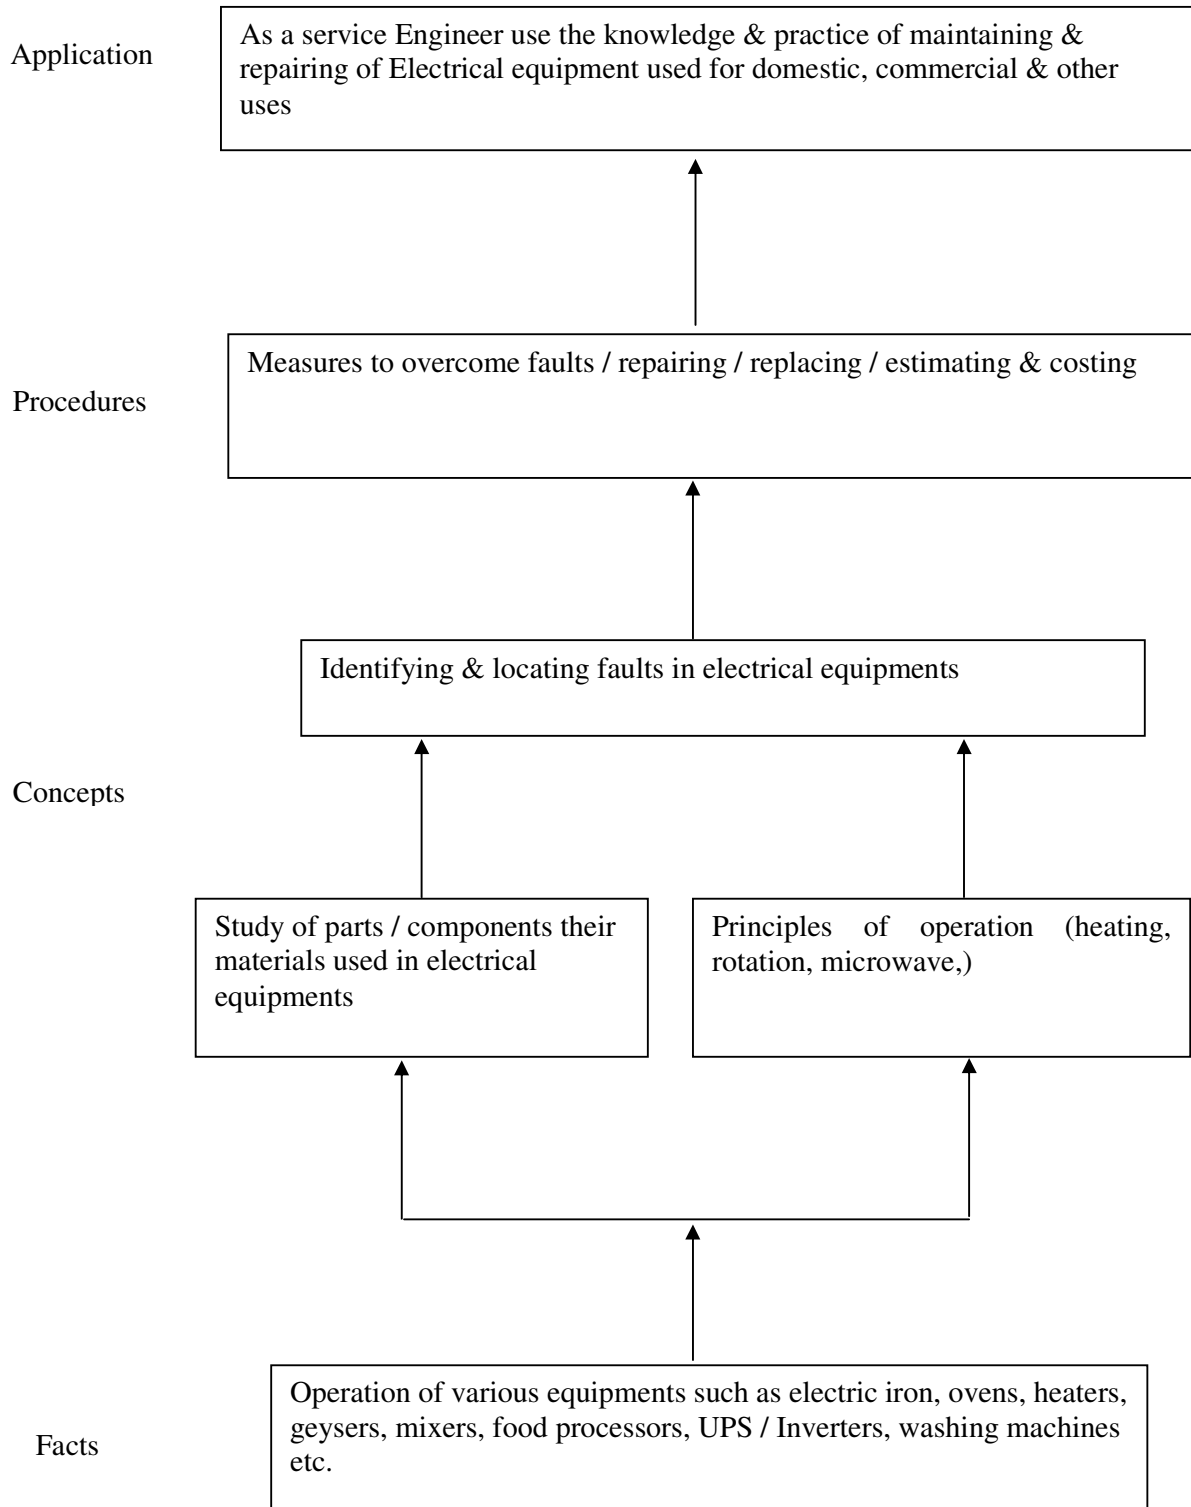 Application
As a service Engineer use the knowledge & practice of maintaining &
repairing of Electrical equipment used for domestic, commercial & other
uses
Procedures
Measures to overcome faults / repairing / replacing / estimating & costing
Identifying & locating faults in electrical equipments
Concepts
Study of parts / components their
materials used in electrical
equipments
Principles of operation (heating,
rotation, microwave,)
Facts
Operation of various equipments such as electric iron, ovens, heaters,
geysers, mixers, food processors, UPS / Inverters, washing machines
etc.